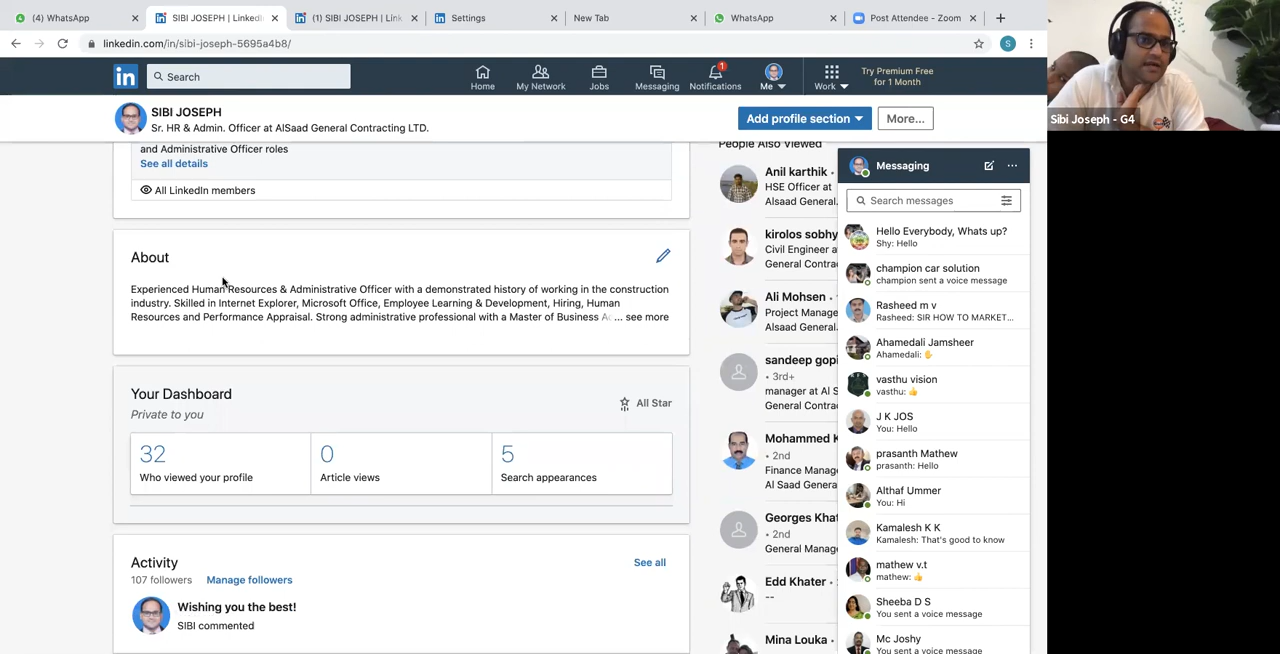 (4) WhatsApp
SIBI JOSEPH | LinkedIn
(1) SIBI JOSEPH | Link
Settings
New Tab
WhatsApp
Post Attendee - Zoom
linkedin.com/in/sibi-joseph-5695a4b8/
S
in
Search
Home
My Network
Jobs
Messaging
1
Notifications
Me
Work
Try Premium Free
for 1 Month
SIBI JOSEPH
Sr. HR & Admin. Officer at AlSaad General Contracting LTD.
Add profile section
More...
and Administrative Officer roles
See all details
All LinkedIn members
About
Experienced Human Resources & Administrative Officer with a demonstrated history of working in the construction
industry. Skilled in Internet Explorer, Microsoft Office, Employee Learning & Development, Hiring, Human
Resources and Performance Appraisal. Strong administrative professional with a Master of Business A ... see more
Your Dashboard
Private to you
All Star
32
Who viewed your profile
0
Article views
5
Search appearances
Activity
107 followers
Manage followers
See all
Wishing you the best!
SIBI commented
People Also Viewed
Anil karthik •
HSE Officer at
Alsaad General.
kirolos sobhy
Civil Engineer a
General Contra
Ali Mohsen •
Project Manage
Alsaad General.
sandeep gopi
• 3rd+
manager at Al S
General Contra
Mohammed K
• 2nd
Finance Manag
Al Saad Genera
Georges Khat
• 2nd
General Manag
Edd Khater •
--
Mina Louka •
Messaging
...
Search messages
Hello Everybody, Whats up?
Shy: Hello
champion car solution
champion sent a voice message
Rasheed m v
Rasheed: SIR HOW TO MARKET...
Ahamedali Jamsheer
Ahamedali: ✋
vasthu vision
vasthu: 👍
J K JOS
You: Hello
prasanth Mathew
prasanth: Hello
Althaf Ummer
You: Hi
Kamalesh K K
Kamalesh: That's good to know
mathew v.t
mathew: 👍
Sheeba D S
You sent a voice message
Mc Joshy
You sent a voice message
Sibi Joseph - G4